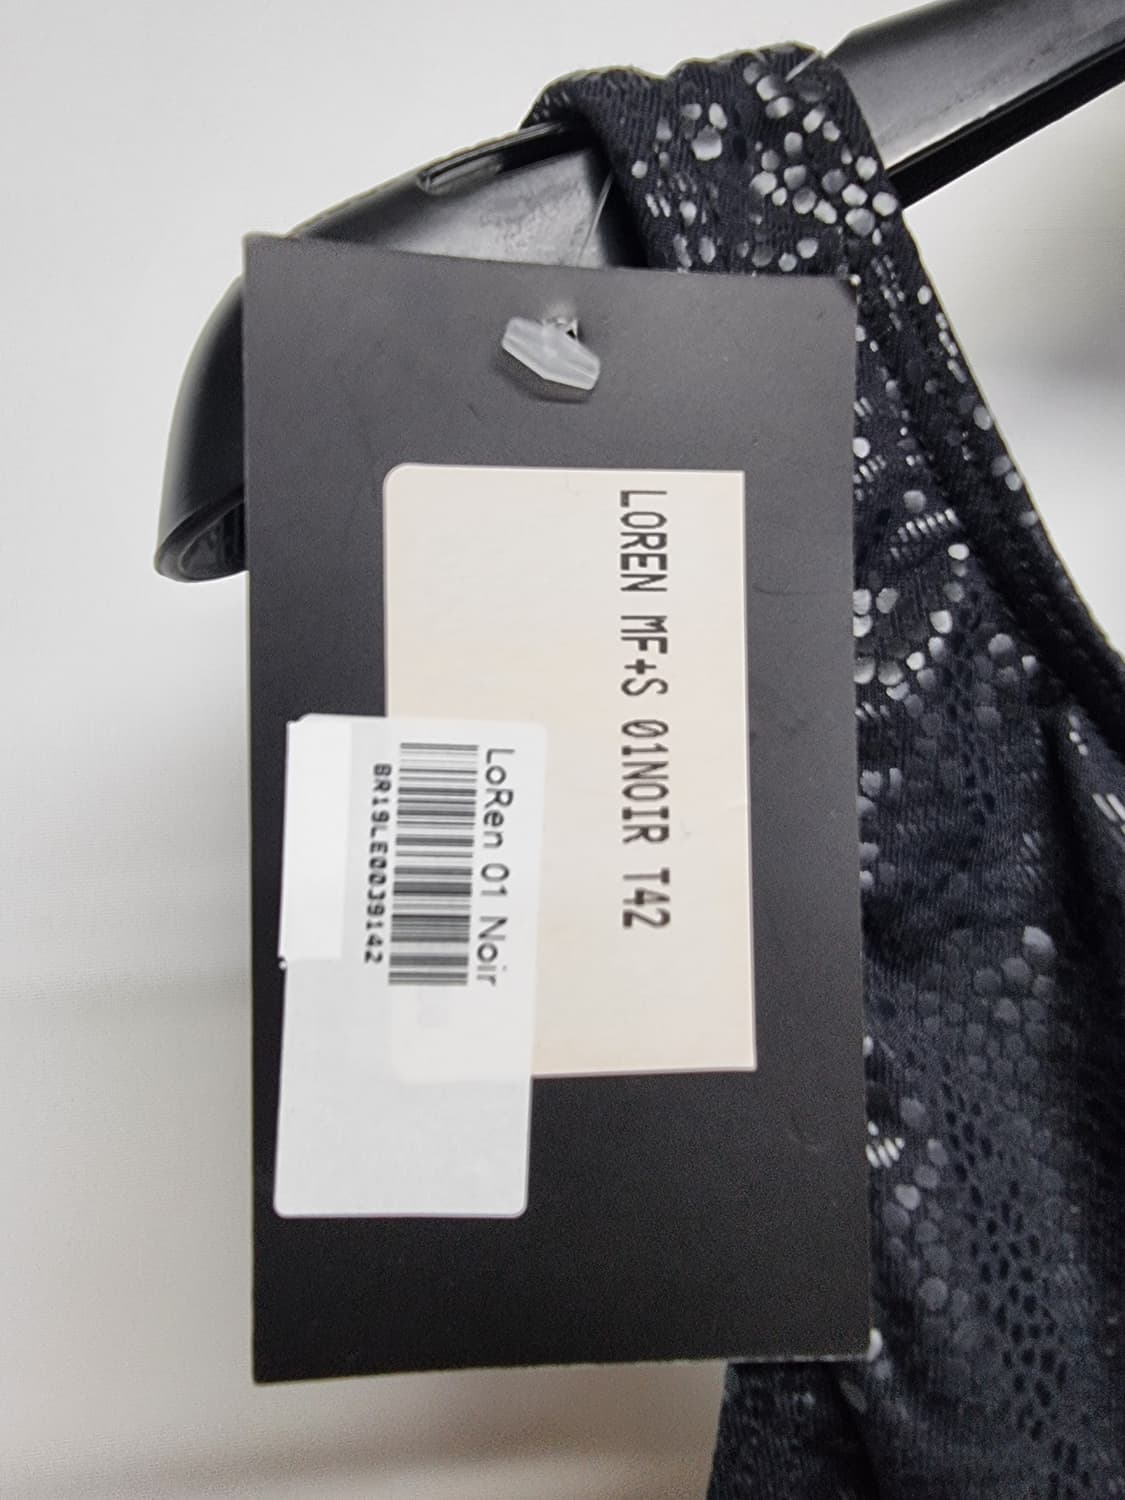 LOREN MF+S 01NOIR T42
LoRen 01 Noir
BR19LE0039142